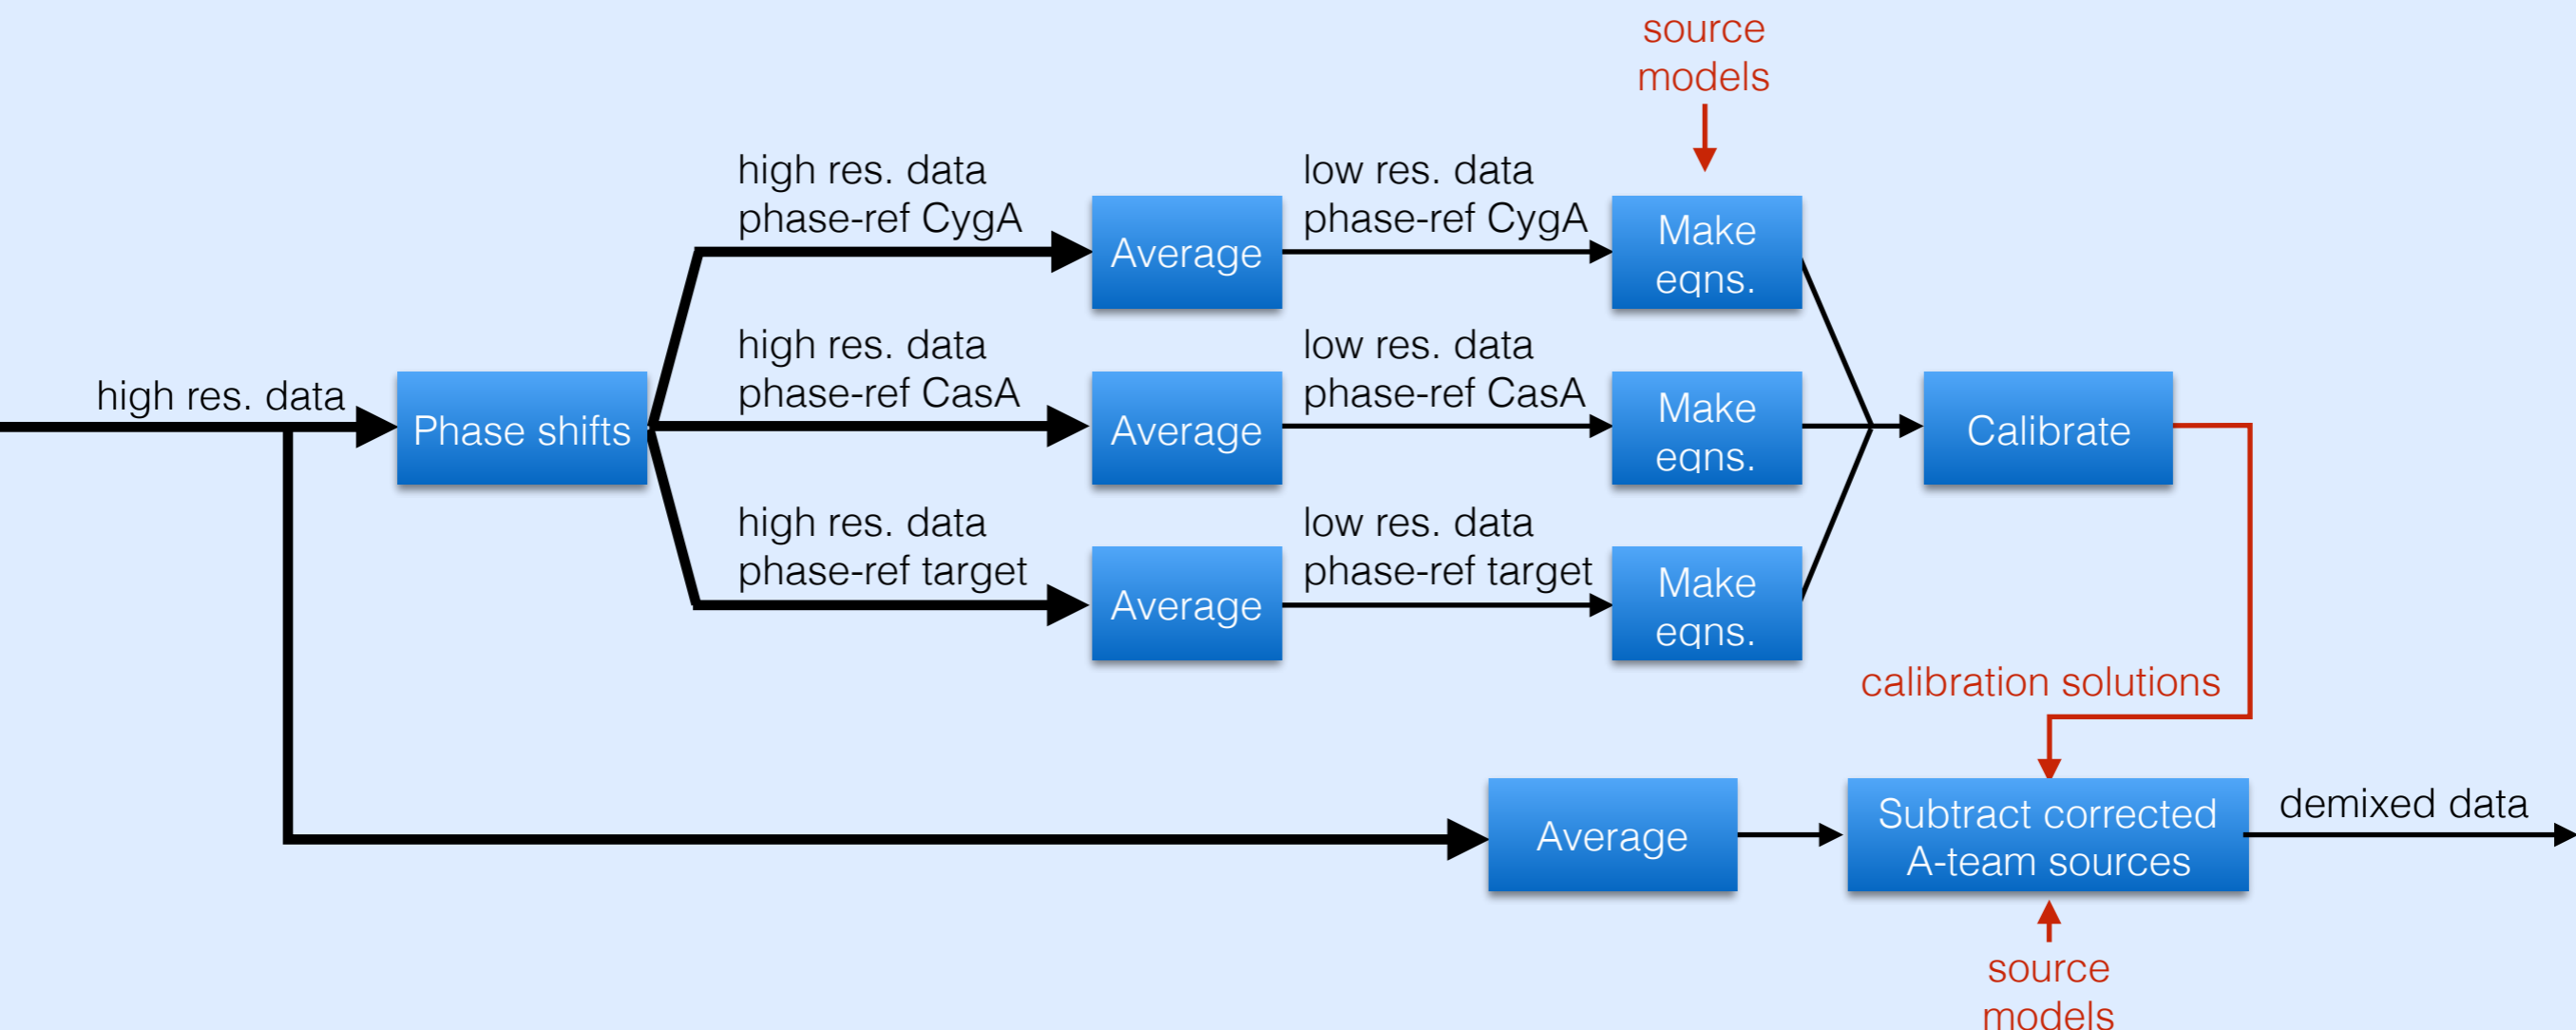 source
models
high res. data
phase-ref CygA
Average
low res. data
phase-ref CygA
Make
eqns.
high res. data
Phase shifts
high res. data
phase-ref CasA
Average
low res. data
phase-ref CasA
Make
eqns.
Calibrate
high res. data
phase-ref target
Average
low res. data
phase-ref target
Make
eqns.
calibration solutions
Average
Subtract corrected
A-team sources
demixed data
source
models